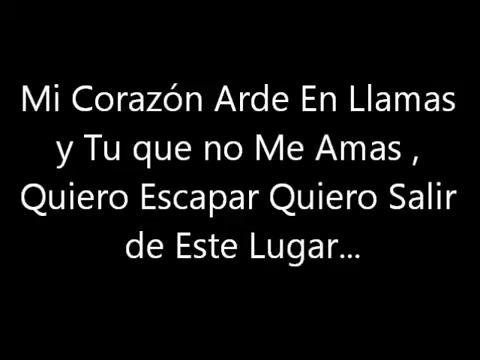 Mi Corazón Arde En Llamas
y Tu que no Me Amas ,
Quiero Escapar Quiero Salir
de Este Lugar...